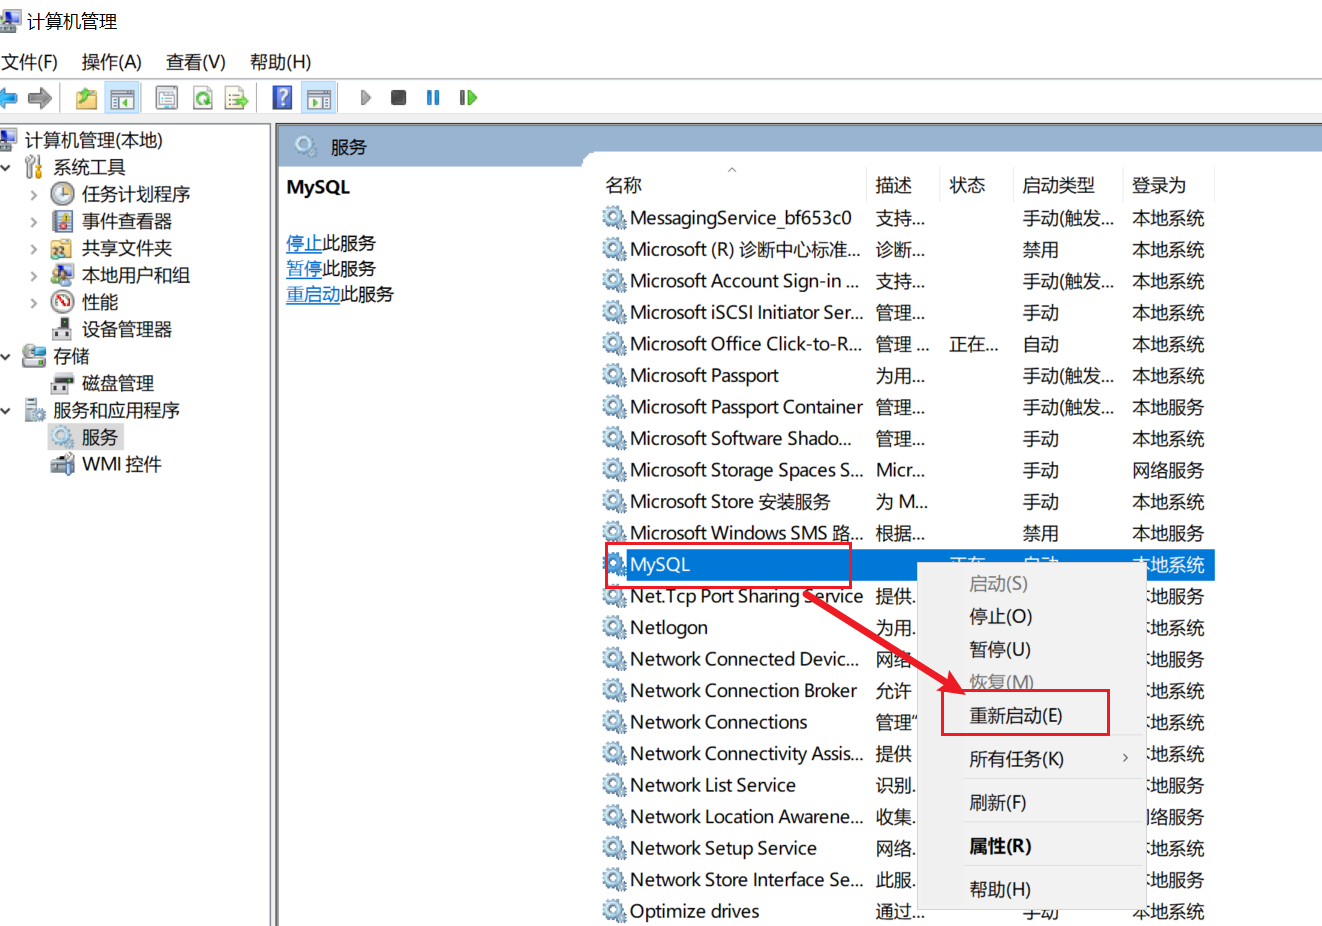 计算机管理
文件(F) 操作(A) 查看(V) 帮助(H)
计算机管理(本地)
系统工具
任务计划程序
事件查看器
共享文件夹
本地用户和组
性能
设备管理器
存储
磁盘管理
服务和应用程序
服务
WMI 控件
服务
MySQL
停止此服务
暂停此服务
重启动此服务
名称 描述 状态 启动类型 登录为
MessagingService_bf653c0 支持... 手动(触发... 本地系统
Microsoft (R) 诊断中心标准... 诊断... 禁用 本地系统
Microsoft Account Sign-in ... 支持... 手动(触发... 本地系统
Microsoft iSCSI Initiator Ser... 管理... 手动 本地系统
Microsoft Office Click-to-R... 管理 ... 正在... 自动 本地系统
Microsoft Passport 为用... 手动(触发... 本地系统
Microsoft Passport Container 管理... 手动(触发... 本地服务
Microsoft Software Shado... 管理... 手动 本地系统
Microsoft Storage Spaces S... Micr... 手动 网络服务
Microsoft Store 安装服务 为 M... 手动 本地系统
Microsoft Windows SMS 路... 根据... 禁用 本地服务
MySQL 正在 自动 本地系统
Net.Tcp Port Sharing Service 提供. 本地服务
Netlogon 为用. 本地系统
Network Connected Devic... 网络 本地服务
Network Connection Broker 允许 本地系统
Network Connections 管理“ 本地系统
Network Connectivity Assis... 提供 本地系统
Network List Service 识别. 本地服务
Network Location Awarene... 收集. 网络服务
Network Setup Service 网络. 本地系统
Network Store Interface Se... 此服. 本地服务
Optimize drives 通过... 手动 本地系统
启动(S)
停止(O)
暂停(U)
恢复(M)
重新启动(E)
所有任务(K)
刷新(F)
属性(R)
帮助(H)